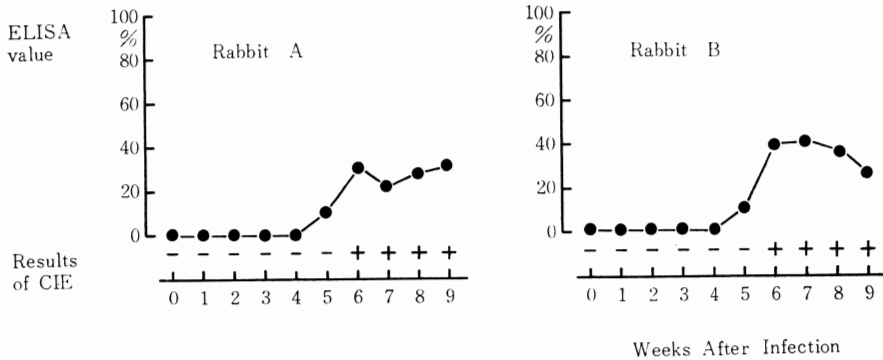 ELISA
value
100
%
80
60
40
20
0
Rabbit A
Results
of CIE
− − − − − − + + + +
0 1 2 3 4 5 6 7 8 9
100
%
80
60
40
20
0
Rabbit B
− − − − − − + + + +
0 1 2 3 4 5 6 7 8 9
Weeks After Infection